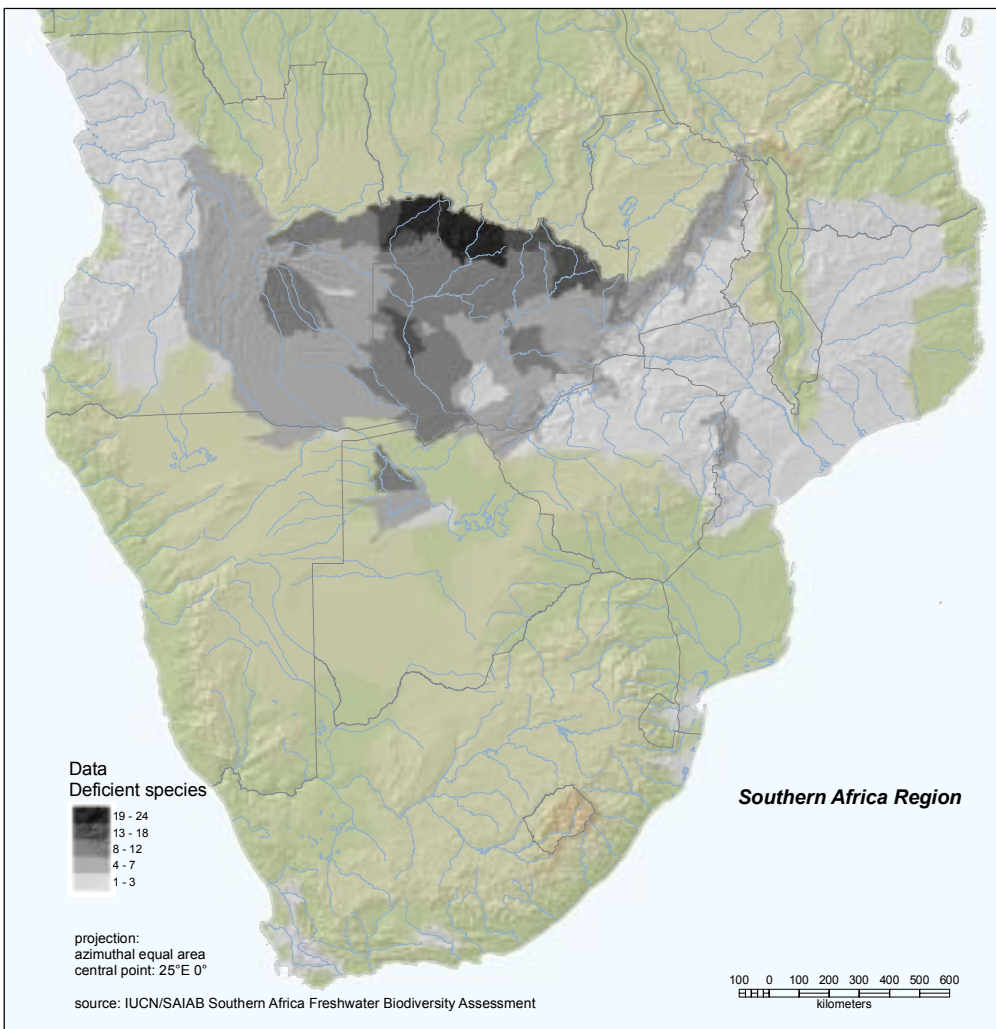 Data
Deficient species
19 - 24
13 - 18
8 - 12
4 - 7
1 - 3
Southern Africa Region
projection:
azimuthal equal area
central point: 25°E 0°
source: IUCN/SAIAB Southern Africa Freshwater Biodiversity Assessment
100 0 100 200 300 400 500 600
kilometers